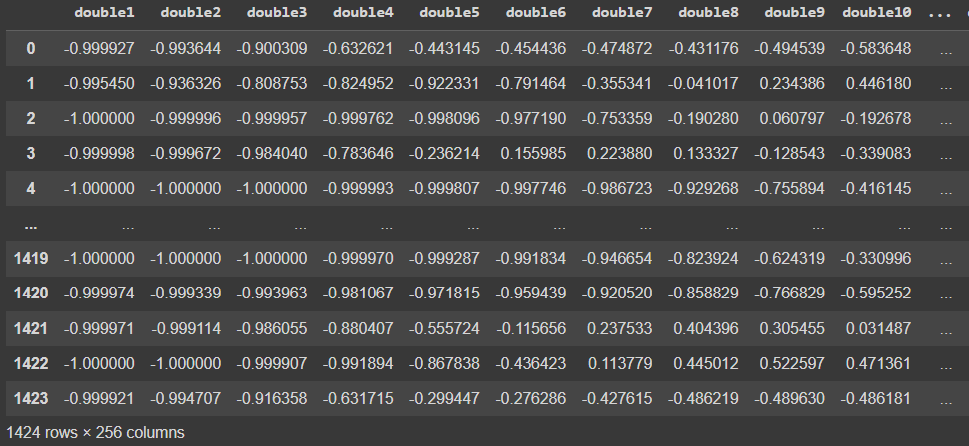 double1 double2 double3 double4 double5 double6 double7 double8 double9 double10 ...
0 -0.999927 -0.993644 -0.900309 -0.632621 -0.443145 -0.454436 -0.474872 -0.431176 -0.494539 -0.583648 ...
1 -0.995450 -0.936326 -0.808753 -0.824952 -0.922331 -0.791464 -0.355341 -0.041017 0.234386 0.446180 ...
2 -1.000000 -0.999996 -0.999957 -0.999762 -0.998096 -0.977190 -0.753359 -0.190280 0.060797 -0.192678 ...
3 -0.999998 -0.999672 -0.984040 -0.783646 -0.236214 0.155985 0.223880 0.133327 -0.128543 -0.339083 ...
4 -1.000000 -1.000000 -1.000000 -0.999993 -0.999807 -0.997746 -0.986723 -0.929268 -0.755894 -0.416145 ...
... ... ... ... ... ... ... ... ... ... ... ...
1419 -1.000000 -1.000000 -1.000000 -0.999970 -0.999287 -0.991834 -0.946654 -0.823924 -0.624319 -0.330996 ...
1420 -0.999974 -0.999339 -0.993963 -0.981067 -0.971815 -0.959439 -0.920520 -0.858829 -0.766829 -0.595252 ...
1421 -0.999971 -0.999114 -0.986055 -0.880407 -0.555724 -0.115656 0.237533 0.404396 0.305455 0.031487 ...
1422 -1.000000 -1.000000 -0.999907 -0.991894 -0.867838 -0.436423 0.113779 0.445012 0.522597 0.471361 ...
1423 -0.999921 -0.994707 -0.916358 -0.631715 -0.299447 -0.276286 -0.427615 -0.486219 -0.489630 -0.486181 ...
1424 rows × 256 columns